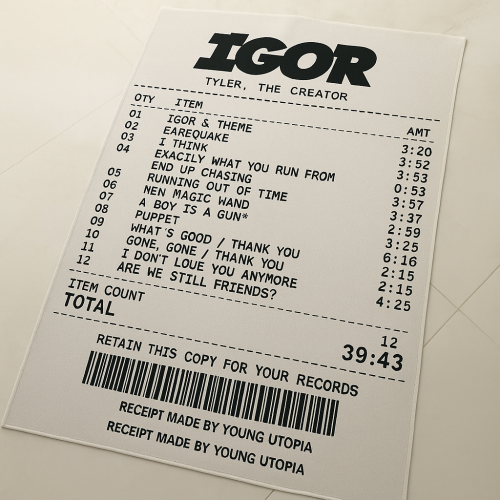 IGOR
TYLER, THE CREATOR
QTY ITEM AMT
01 IGOR & THEME 3:20
02 EAREQUAKE 3:52
03 I THINK 3:53
04 EXACILY WHAT YOU RUN FROM 0:53
END UP CHASING
05 RUNNING OUT OF TIME 3:57
06 NEN MAGIC WAND 3:37
07 A BOY IS A GUN* 2:59
08 PUPPET 3:25
09 WHAT'S GOOD / THANK YOU 6:16
10 GONE, GONE / THANK YOU 2:15
11 I DON'T LOUE YOU ANYMORE 2:15
12 ARE WE STILL FRIENDS? 4:25
ITEM COUNT 12
TOTAL 39:43
RETAIN THIS COPY FOR YOUR RECORDS
RECEIPT MADE BY YOUNG UTOPIA
RECEIPT MADE BY YOUNG UTOPIA